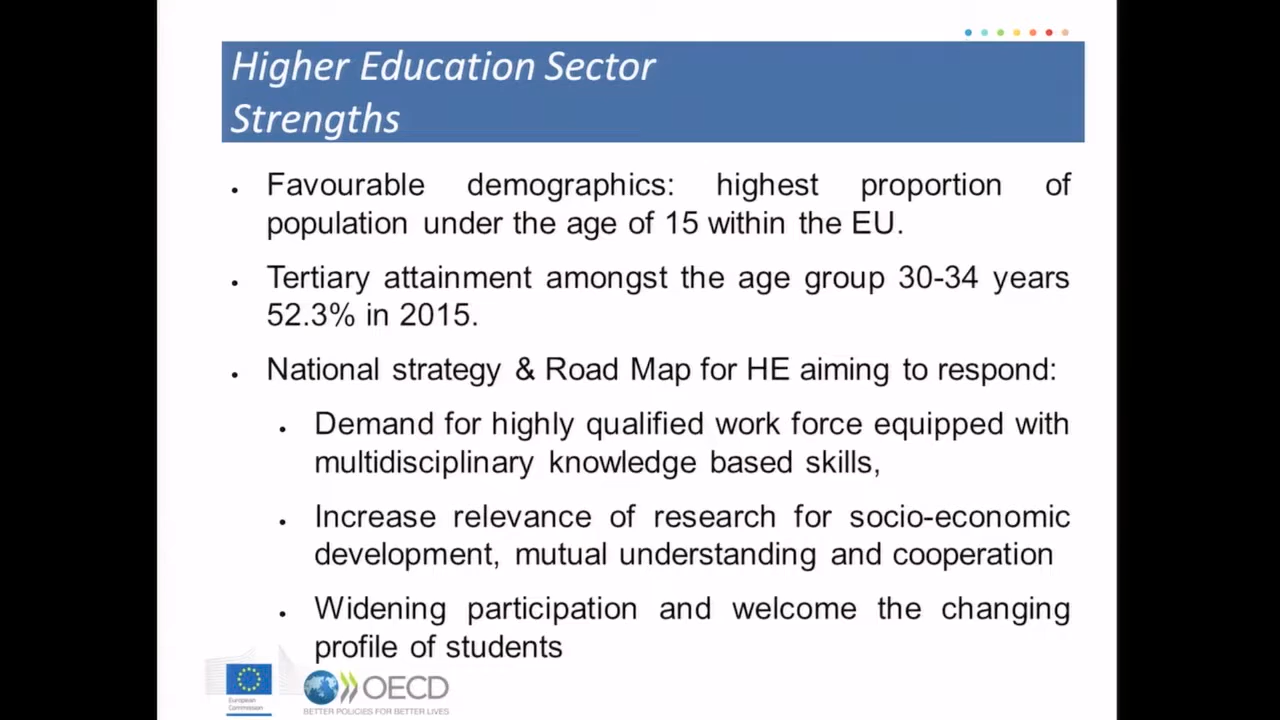 Higher Education Sector
Strengths
• Favourable demographics: highest proportion of
population under the age of 15 within the EU.
• Tertiary attainment amongst the age group 30-34 years
52.3% in 2015.
• National strategy & Road Map for HE aiming to respond:
• Demand for highly qualified work force equipped with
multidisciplinary knowledge based skills,
• Increase relevance of research for socio-economic
development, mutual understanding and cooperation
• Widening participation and welcome the changing
profile of students
European
Commission
OECD
BETTER POLICIES FOR BETTER LIVES